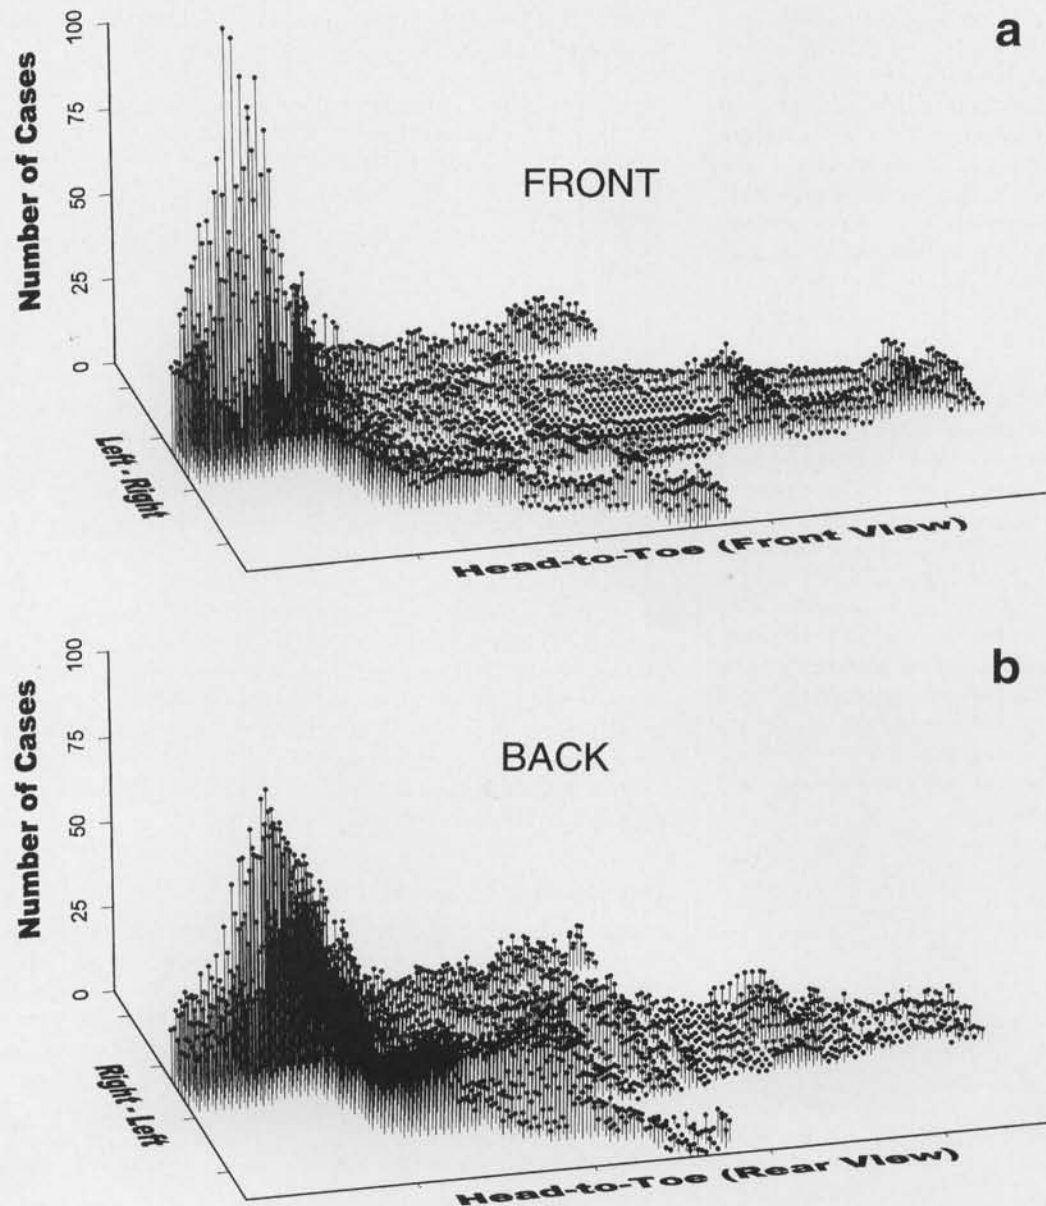 a
100
75
50
25
0
Number of Cases
FRONT
Left - Right
Head-to-Toe (Front View)
b
100
75
50
25
0
Number of Cases
BACK
Right - Left
Head-to-Toe (Rear View)